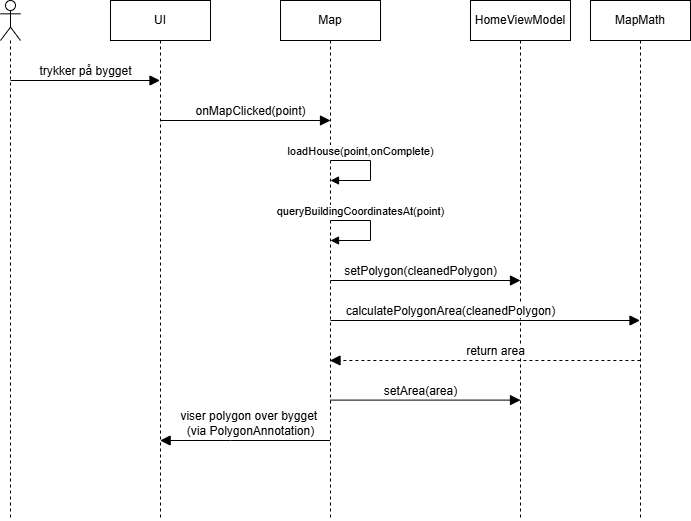 UI
Map
HomeViewModel
MapMath
trykker på bygget
onMapClicked(point)
loadHouse(point,onComplete)
queryBuildingCoordinatesAt(point)
setPolygon(cleanedPolygon)
calculatePolygonArea(cleanedPolygon)
return area
setArea(area)
viser polygon over bygget
(via PolygonAnnotation)